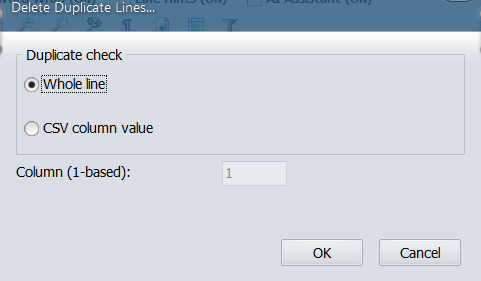 Delete Duplicate Lines...
Duplicate check
Whole line
CSV column value
Column (1-based):
1
OK
Cancel